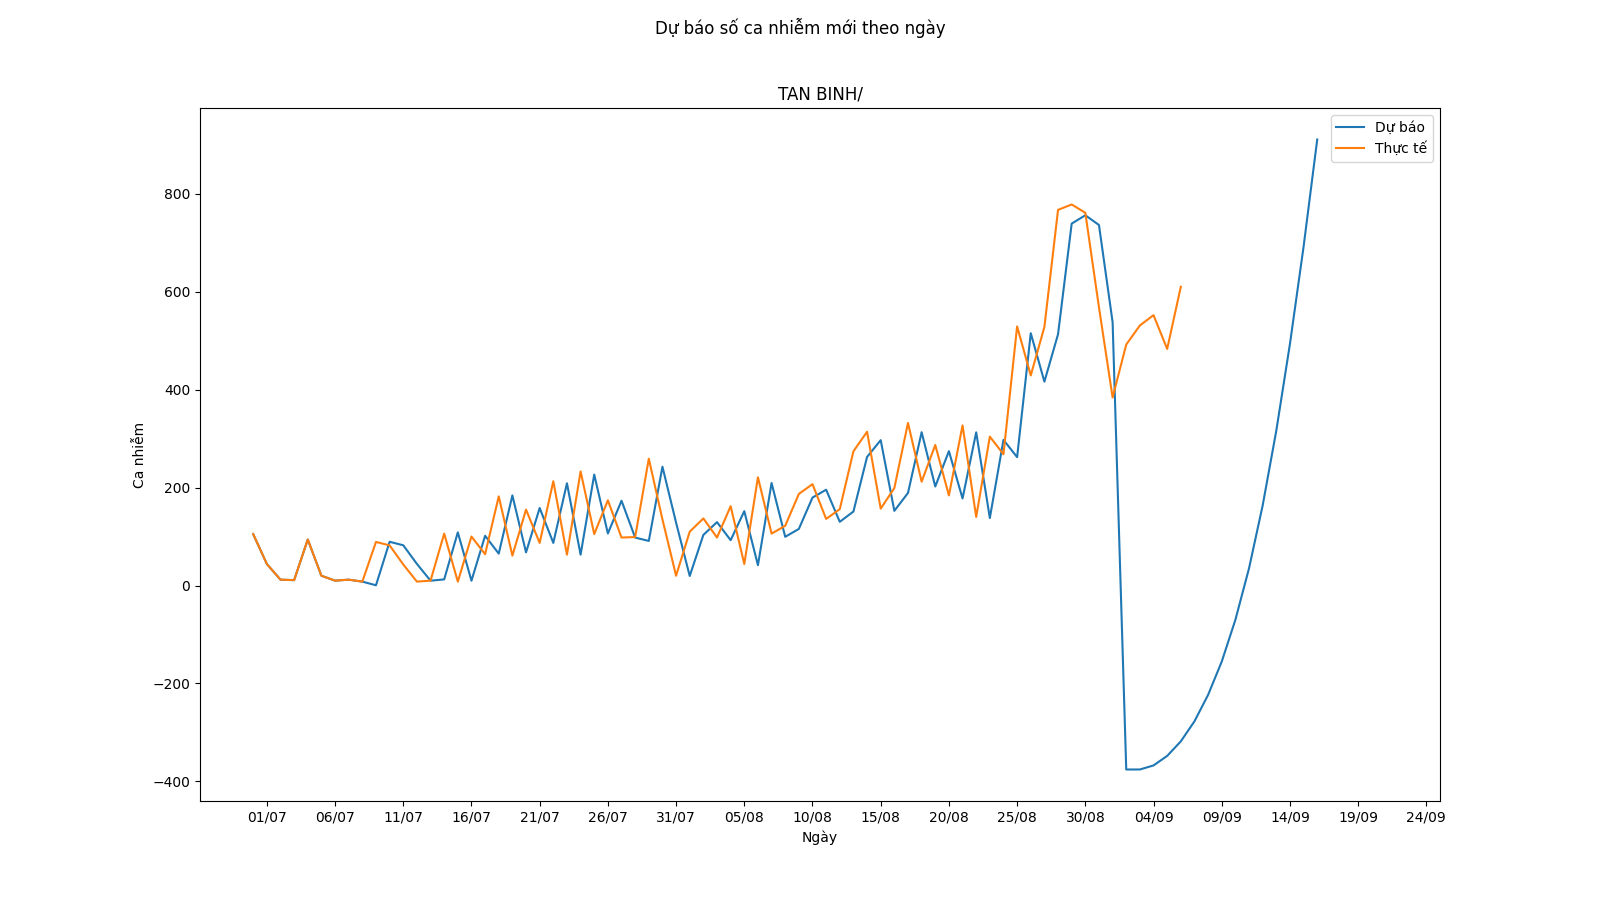 Dự báo số ca nhiễm mới theo ngày
TAN BINH/
Dự báo
Thực tế
Ca nhiễm
800
600
400
200
0
−200
−400
01/07 06/07 11/07 16/07 21/07 26/07 31/07 05/08 10/08 15/08 20/08 25/08 30/08 04/09 09/09 14/09 19/09 24/09
Ngày